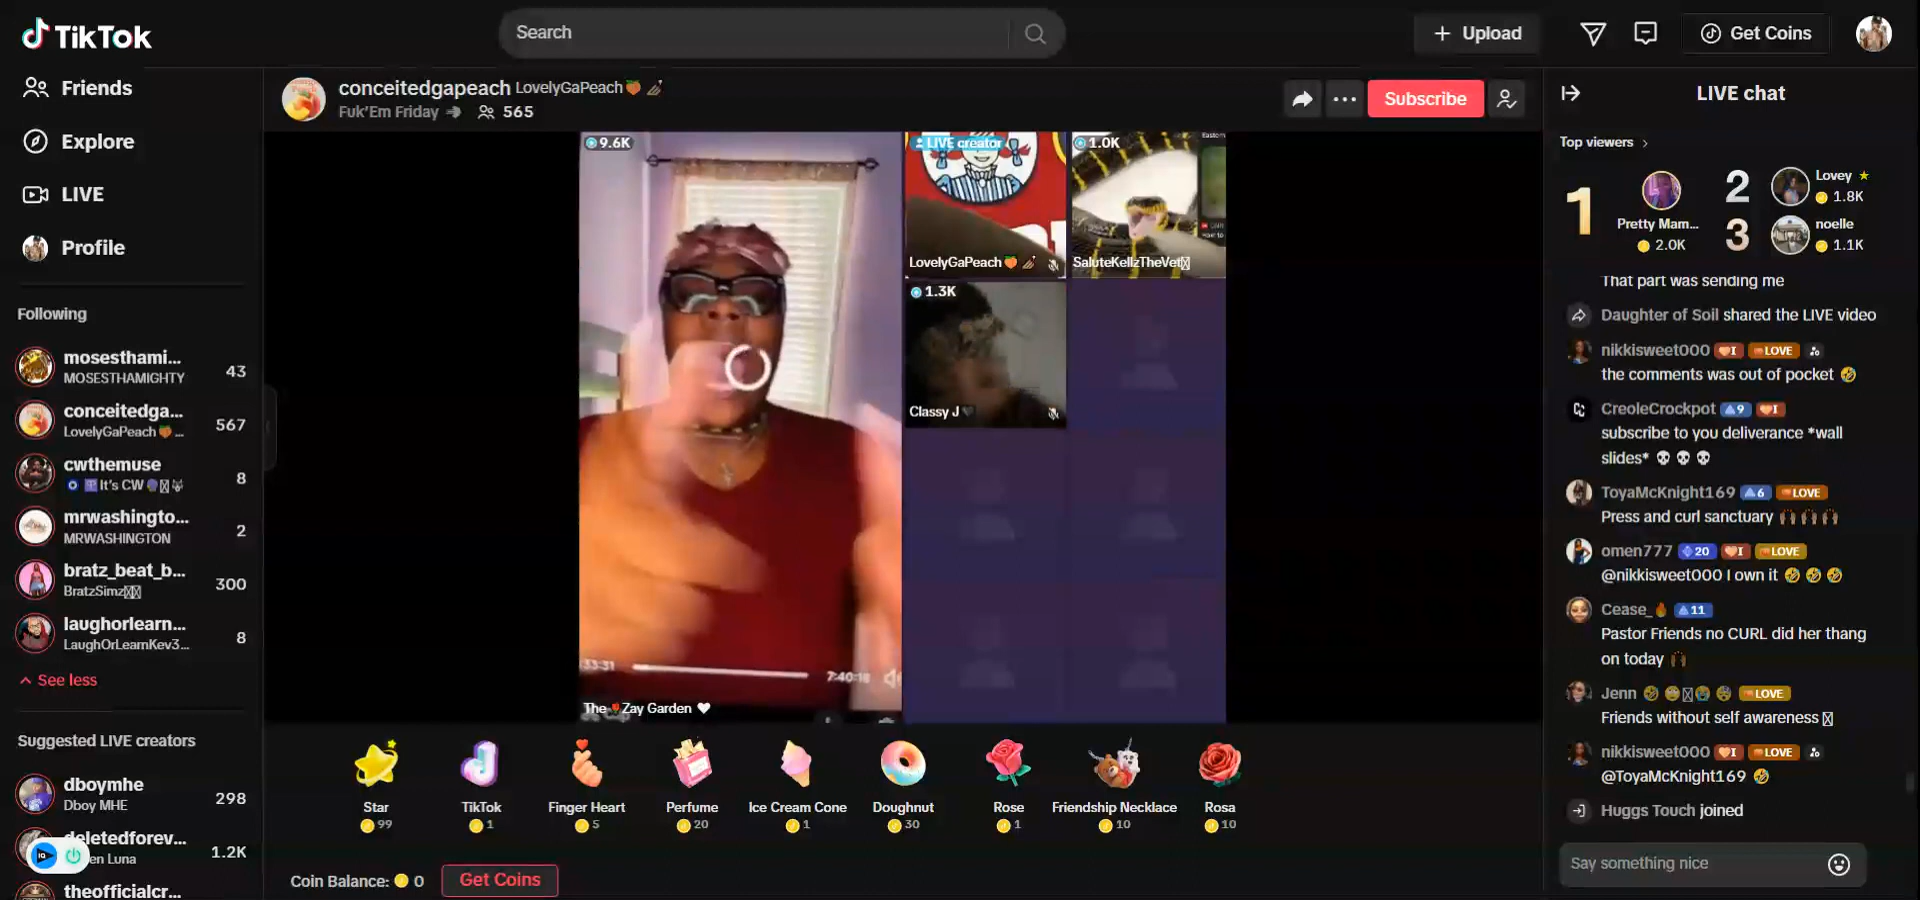 TikTok
Search
Upload
Get Coins
Friends
Explore
LIVE
Profile
Following
mosesthami...
MOSESTHAMIGHTY
43
conceitedga...
LovelyGaPeach🍑 ...
567
cwthemuse
It's CW
8
mrwashingto...
MRWASHINGTON
2
bratz_beat_b...
BratzSimz
300
laughorlearn...
LaughOrLearnKev3...
8
See less
Suggested LIVE creators
dboymhe
Dboy MHE
298
deletedforev...
en Luna
1.2K
theofficialcr...
conceitedgapeach LovelyGaPeach🍑💅🏾
Fuk'Em Friday 565
Subscribe
9.6K
33:31
7:40:18
The🌹Zay Garden 🤍
LIVE creator
LovelyGaPeach🍑💅🏾
1.0K
SaluteKellzTheVet
1.3K
Classy J🖤
Star
99
TikTok
1
Finger Heart
5
Perfume
20
Ice Cream Cone
1
Doughnut
30
Rose
1
Friendship Necklace
10
Rosa
10
Coin Balance: 0
Get Coins
LIVE chat
Top viewers
1
Pretty Mam...
2.0K
2
Lovey ★
1.8K
3
noelle
1.1K
That part was sending me
Daughter of Soil shared the LIVE video
nikkisweet000 I LOVE
the comments was out of pocket 🤣
CreoleCrockpot 9 I
subscribe to you deliverance *wall
slides* 💀💀💀
ToyaMcKnight169 6 LOVE
Press and curl sanctuary 🙌🏾🙌🏾🙌🏾
omen777 20 I LOVE
@nikkisweet000 I own it 🤣🤣🤣
Cease_🔥 11
Pastor Friends no CURL did her thang
on today 🙌🏾
Jenn LOVE
Friends without self awareness
nikkisweet000 I LOVE
@ToyaMcKnight169 🤣
Huggs Touch joined
Say something nice